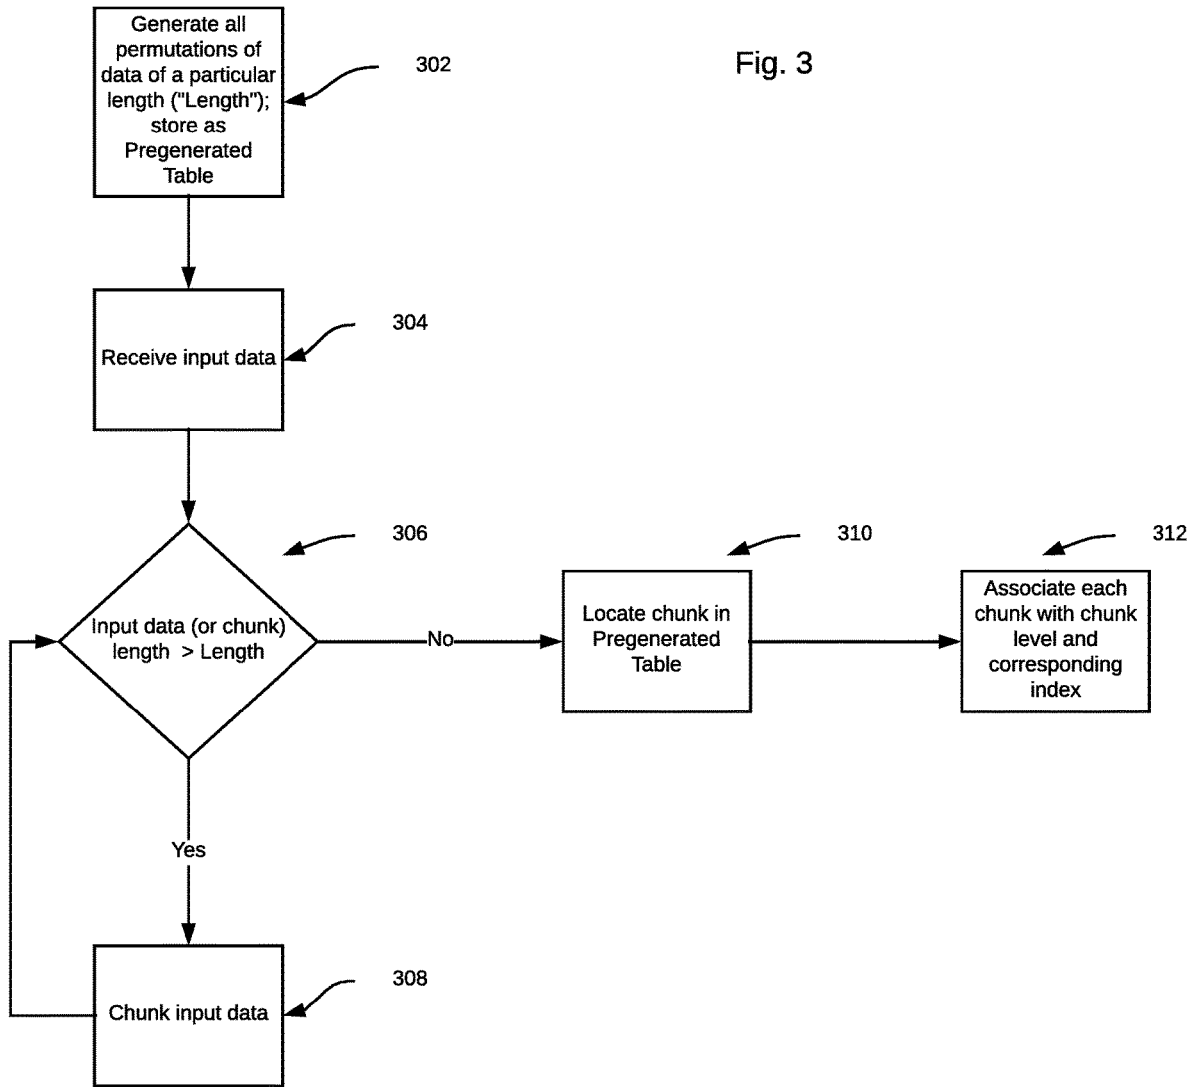 Generate all
permutations of
data of a particular
length ("Length");
store as
Pregenerated
Table
302
Fig. 3
Receive input data
304
Input data (or chunk)
length > Length
306
No
Locate chunk in
Pregenerated
Table
310
Associate each
chunk with chunk
level and
corresponding
index
312
Yes
Chunk input data
308